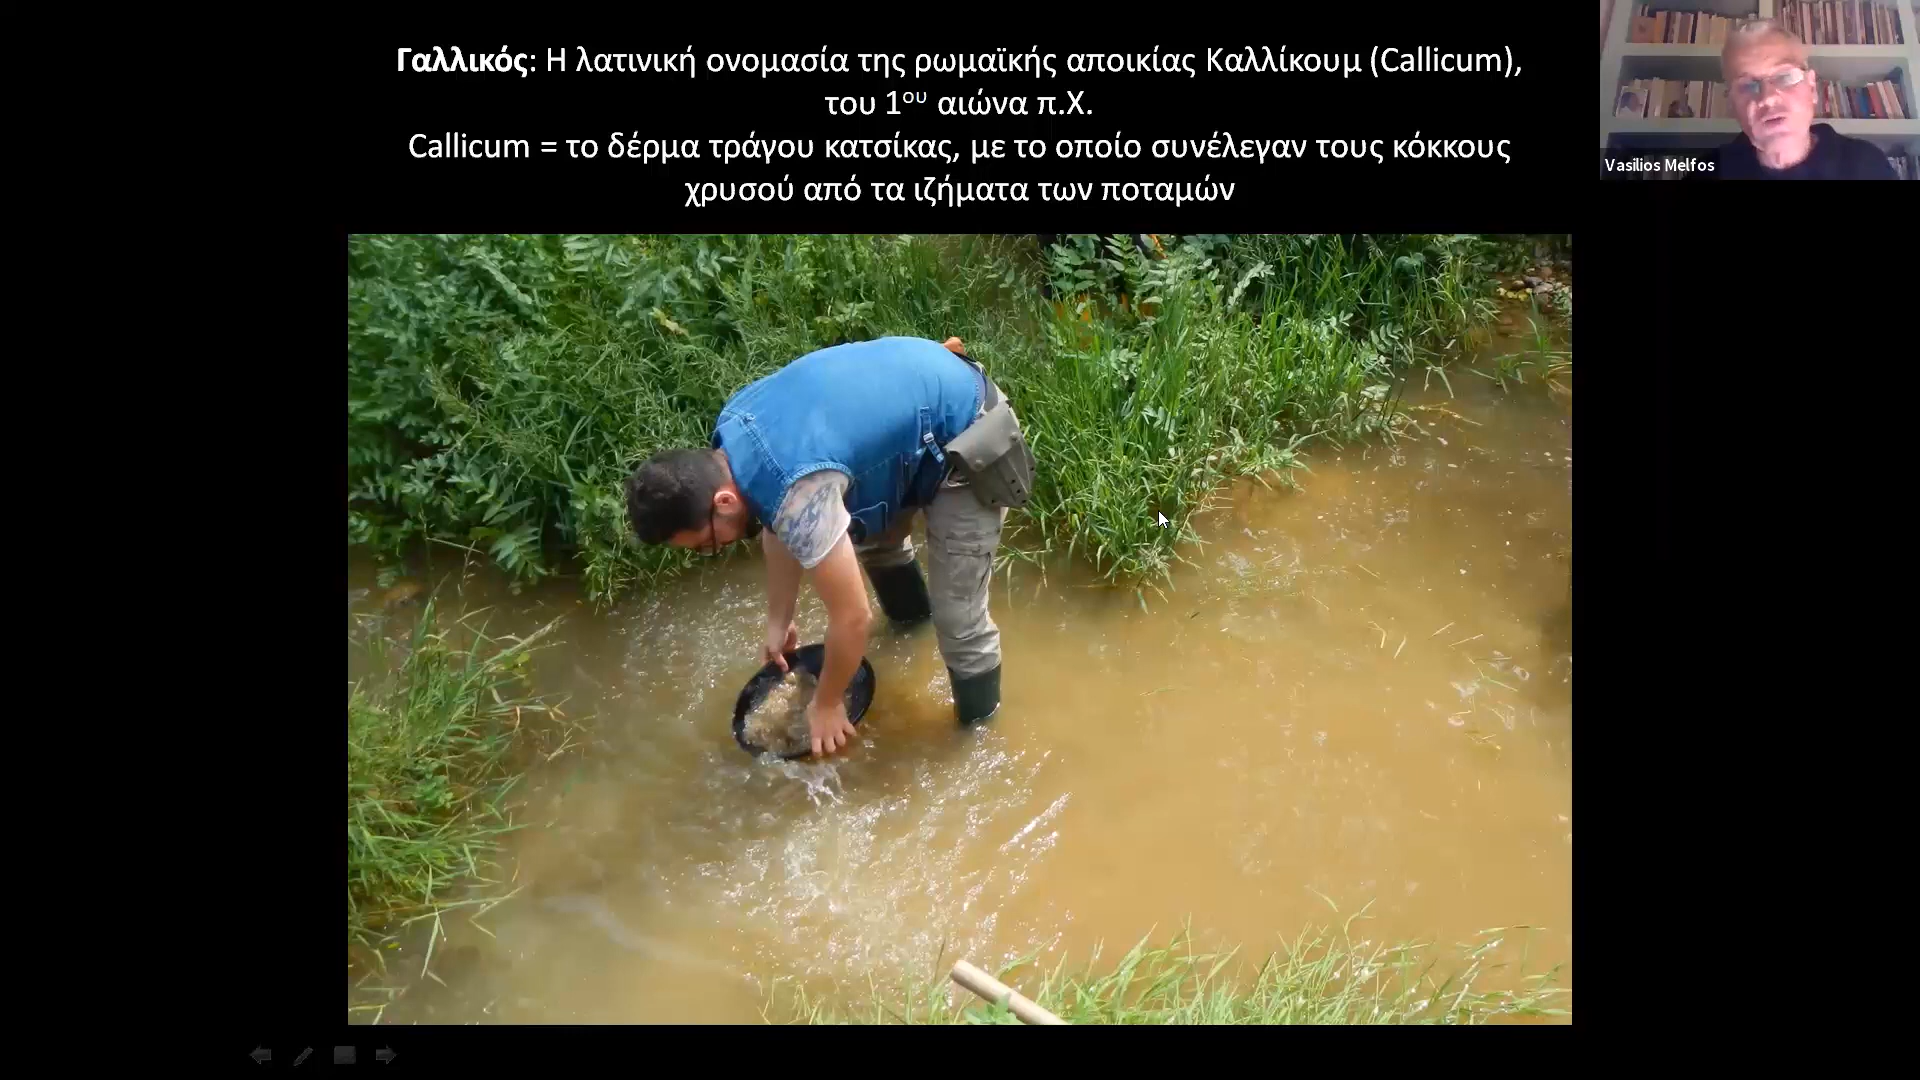 Γαλλικός: Η λατινική ονομασία της ρωμαϊκής αποικίας Καλλίκουμ (Callicum),
του 1ου αιώνα π.Χ.
Callicum = το δέρμα τράγου κατσίκας, με το οποίο συνέλεγαν τους κόκκους
χρυσού από τα ιζήματα των ποταμών
Vasilios Melfos